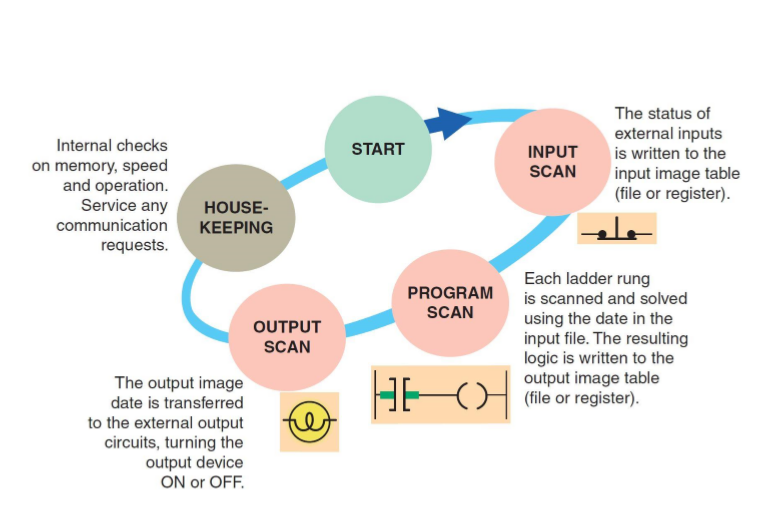 START
INPUT
SCAN
The status of
external inputs
is written to the
input image table
(file or register).
PROGRAM
SCAN
Each ladder rung
is scanned and solved
using the date in the
input file. The resulting
logic is written to the
output image table
(file or register).
OUTPUT
SCAN
The output image
date is transferred
to the external output
circuits, turning the
output device
ON or OFF.
HOUSE-
KEEPING
Internal checks
on memory, speed
and operation.
Service any
communication
requests.